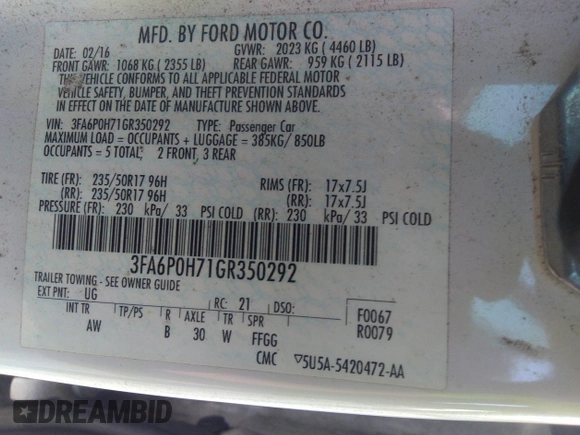 MFD. BY FORD MOTOR CO.
DATE: 02/16 GVWR: 2023 KG ( 4460 LB)
FRONT GAWR: 1068 KG ( 2355 LB) REAR GAWR: 959 KG ( 2115 LB)
THE VEHICLE CONFORMS TO ALL APPLICABLE FEDERAL MOTOR
VEHICLE SAFETY, BUMPER, AND THEFT PREVENTION STANDARDS
IN EFFECT ON THE DATE OF MANUFACTURE SHOWN ABOVE.
VIN: 3FA6P0H71GR350292 TYPE: Passenger Car
MAXIMUM LOAD = OCCUPANTS + LUGGAGE = 385KG/ 850LB
OCCUPANTS = 5 TOTAL, 2 FRONT, 3 REAR
TIRE (FR): 235/50R17 96H RIMS (FR): 17x7.5J
(RR): 235/50R17 96H (RR): 17x7.5J
PRESSURE (FR): 230 kPa/ 33 PSI COLD (RR): 230 kPa/ 33 PSI COLD
3FA6P0H71GR350292
TRAILER TOWING - SEE OWNER GUIDE
EXT PNT: UG RC: 21 DSO: F0067
INT TR TP/PS R AXLE TR SPR R0079
AW B 30 W FFGG
CMC ▽5U5A-5420472-AA
DREAMBID